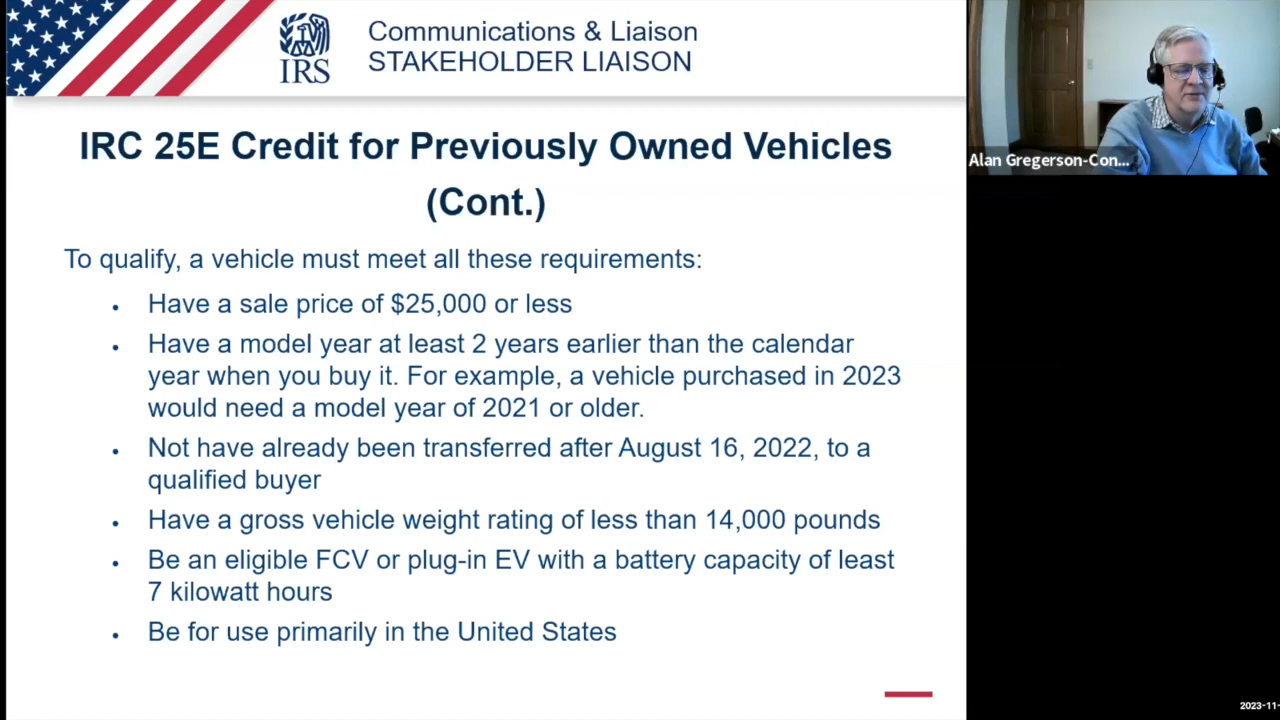 IRS
Communications & Liaison
STAKEHOLDER LIAISON
IRC 25E Credit for Previously Owned Vehicles
(Cont.)
To qualify, a vehicle must meet all these requirements:
• Have a sale price of $25,000 or less
• Have a model year at least 2 years earlier than the calendar
year when you buy it. For example, a vehicle purchased in 2023
would need a model year of 2021 or older.
• Not have already been transferred after August 16, 2022, to a
qualified buyer
• Have a gross vehicle weight rating of less than 14,000 pounds
• Be an eligible FCV or plug-in EV with a battery capacity of least
7 kilowatt hours
• Be for use primarily in the United States
Alan Gregerson-Con...
2023-11-